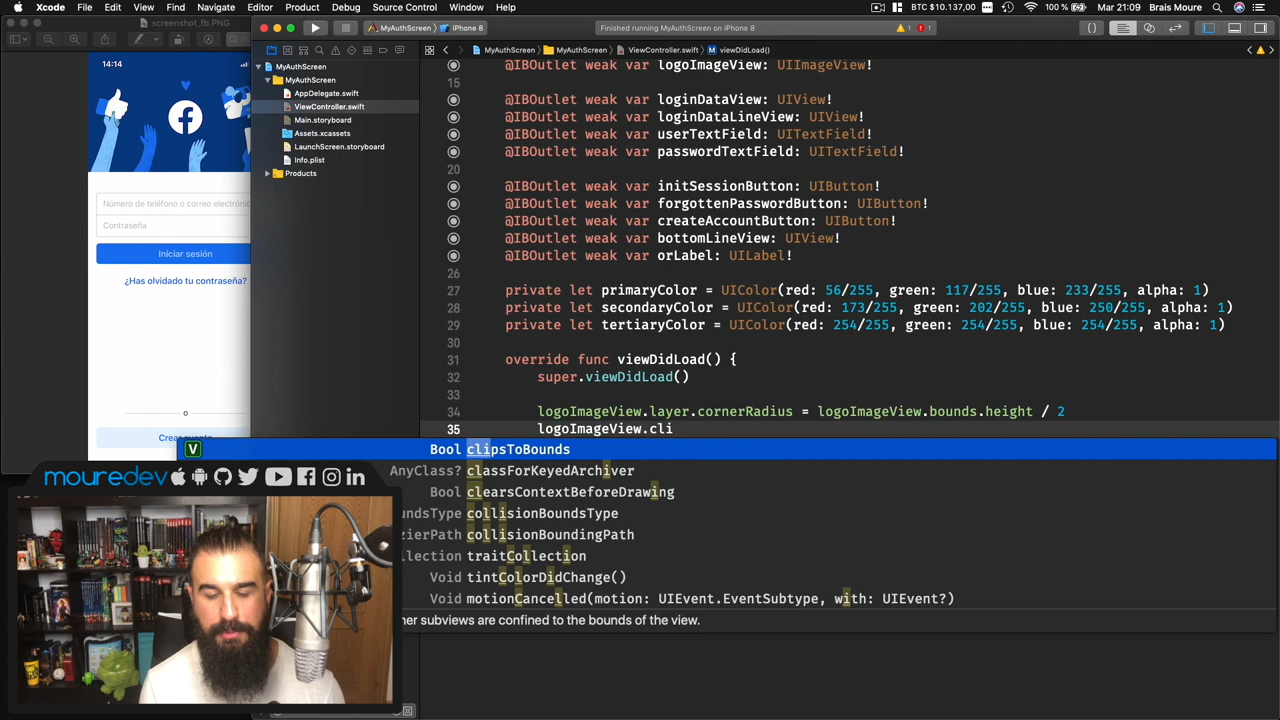 Xcode File Edit View Find Navigate Editor Product Debug Source Control Window Help
BTC $10.137,00 100% Mar 21:09 Brais Moure
screenshot_fb.PNG
MyAuthScreen iPhone 8
Finished running MyAuthScreen on iPhone 8
1 1
MyAuthScreen MyAuthScreen ViewController.swift viewDidLoad()
MyAuthScreen
MyAuthScreen
AppDelegate.swift
ViewController.swift
Main.storyboard
Assets.xcassets
LaunchScreen.storyboard
Info.plist
Products
14:14
Número de teléfono o correo electrónic
Contraseña
Iniciar sesión
¿Has olvidado tu contraseña?
o
@IBOutlet weak var logoImageView: UIImageView!
15
@IBOutlet weak var loginDataView: UIView!
@IBOutlet weak var loginDataLineView: UIView!
@IBOutlet weak var userTextField: UITextField!
@IBOutlet weak var passwordTextField: UITextField!
20
@IBOutlet weak var initSessionButton: UIButton!
@IBOutlet weak var forgottenPasswordButton: UIButton!
@IBOutlet weak var createAccountButton: UIButton!
@IBOutlet weak var bottomLineView: UIView!
@IBOutlet weak var orLabel: UILabel!
26
27 private let primaryColor = UIColor(red: 56/255, green: 117/255, blue: 233/255, alpha: 1)
28 private let secondaryColor = UIColor(red: 173/255, green: 202/255, blue: 250/255, alpha: 1)
29 private let tertiaryColor = UIColor(red: 254/255, green: 254/255, blue: 254/255, alpha: 1)
30
31 override func viewDidLoad() {
32 super.viewDidLoad()
33
34 logoImageView.layer.cornerRadius = logoImageView.bounds.height / 2
35 logoImageView.cli
V Bool clipsToBounds
AnyClass? classForKeyedArchiver
Bool clearsContextBeforeDrawing
undsType collisionBoundsType
zierPath collisionBoundingPath
llection traitCollection
Void tintColorDidChange()
Void motionCancelled(motion: UIEvent.EventSubtype, with: UIEvent?)
her subviews are confined to the bounds of the view.
mouredev